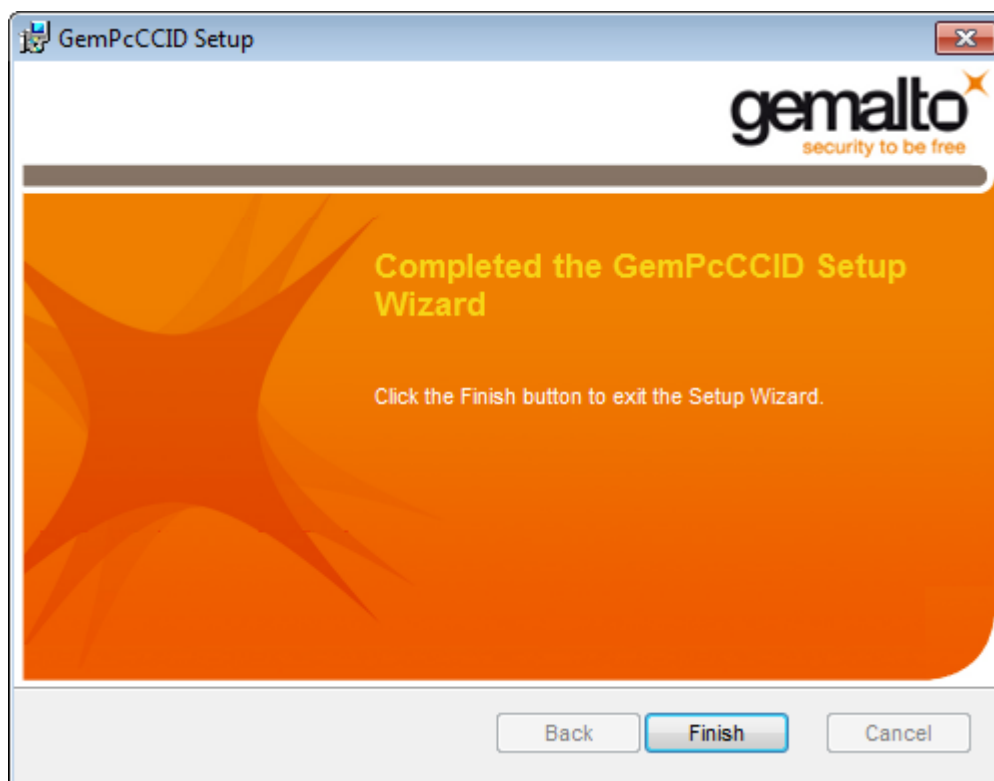 GemPcCCID Setup
gemalto
security to be free
Completed the GemPcCCID Setup
Wizard
Click the Finish button to exit the Setup Wizard.
Back Finish Cancel